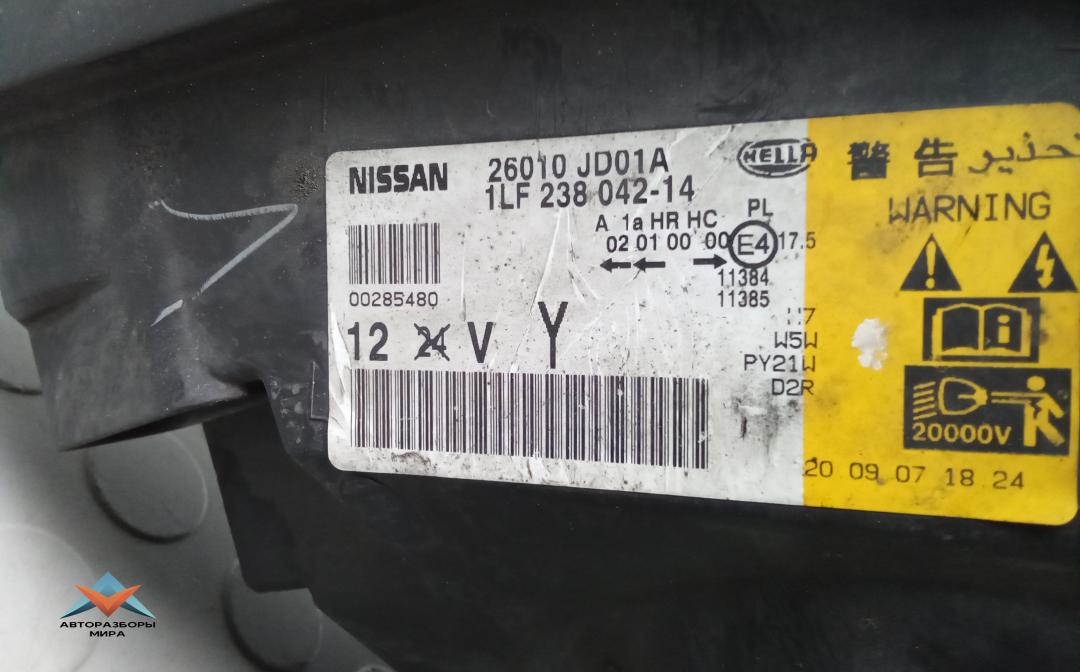 NISSAN
26010 JD01A
1LF 238 042-14
HELLA
A 1a HR HC
PL
02 01 00 00
E4
17.5
11384
11385
00285480
12 24 V Y
H7
W5W
PY21W
D2R
警告
تحذير
WARNING
20000V
20 09 07 18 24
АВТОРАЗБОРЫ
МИРА